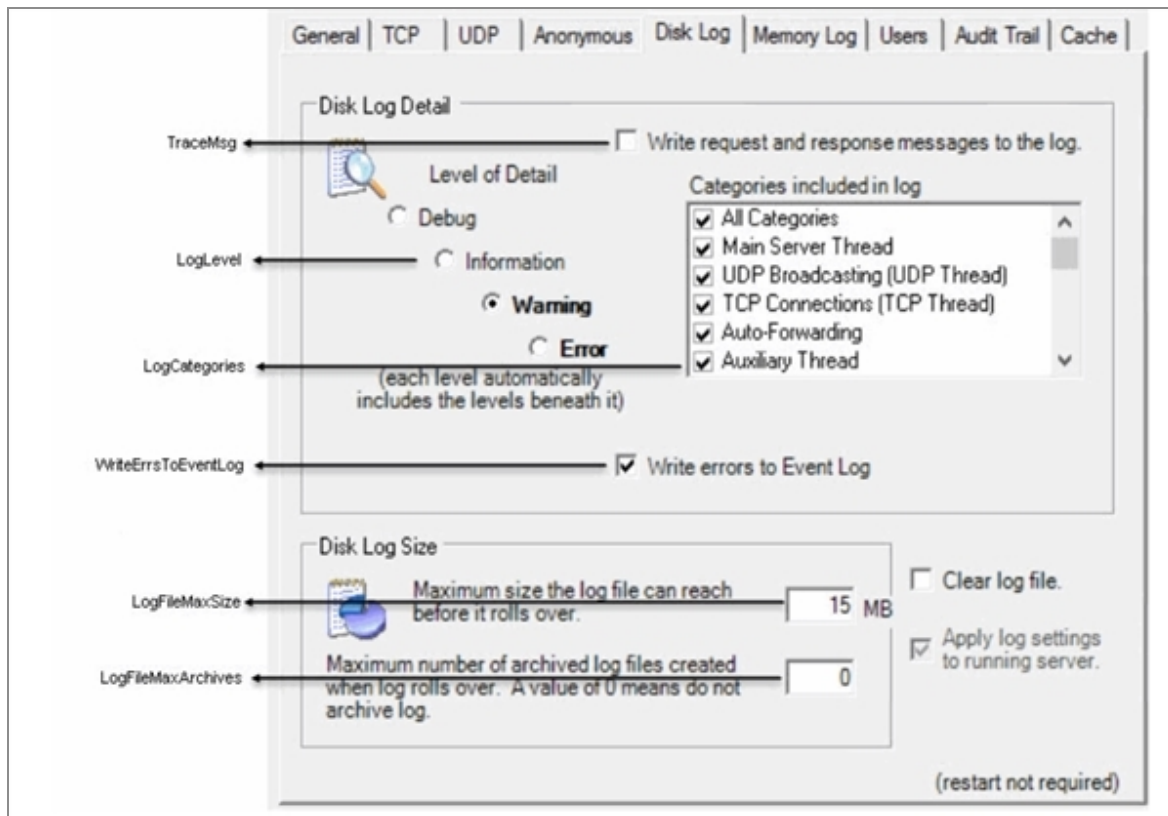 General TCP UDP Anonymous Disk Log Memory Log Users Audit Trail Cache
Disk Log Detail
TraceMsg
Write request and response messages to the log.
Level of Detail
Categories included in log
Debug
All Categories
Main Server Thread
LogLevel
Information
UDP Broadcasting (UDP Thread)
Warning
TCP Connections (TCP Thread)
Auto-Forwarding
Error
Auxiliary Thread
LogCategories
(each level automatically
includes the levels beneath it)
WriteErrsToEventLog
Write errors to Event Log
Disk Log Size
LogFileMaxSize
Maximum size the log file can reach
before it rolls over.
15 MB
Clear log file.
Apply log settings
to running server.
LogFileMaxArchives
Maximum number of archived log files created
when log rolls over. A value of 0 means do not
archive log.
0
(restart not required)